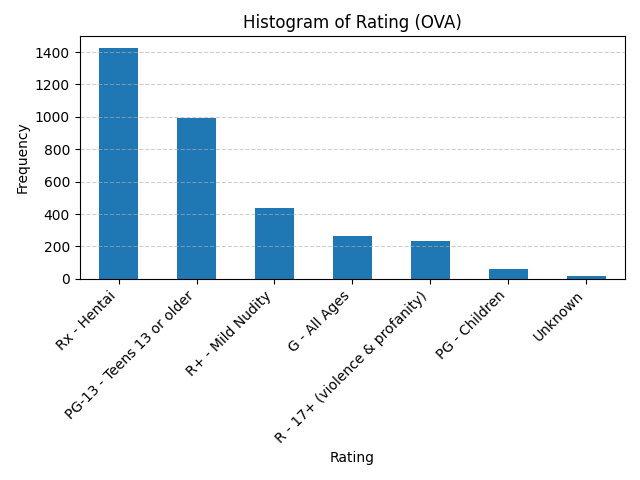 Histogram of Rating (OVA)
Frequency
1400
1200
1000
800
600
400
200
0
Rx - Hentai
PG-13 - Teens 13 or older
R+ - Mild Nudity
G - All Ages
R - 17+ (violence & profanity)
PG - Children
Unknown
Rating